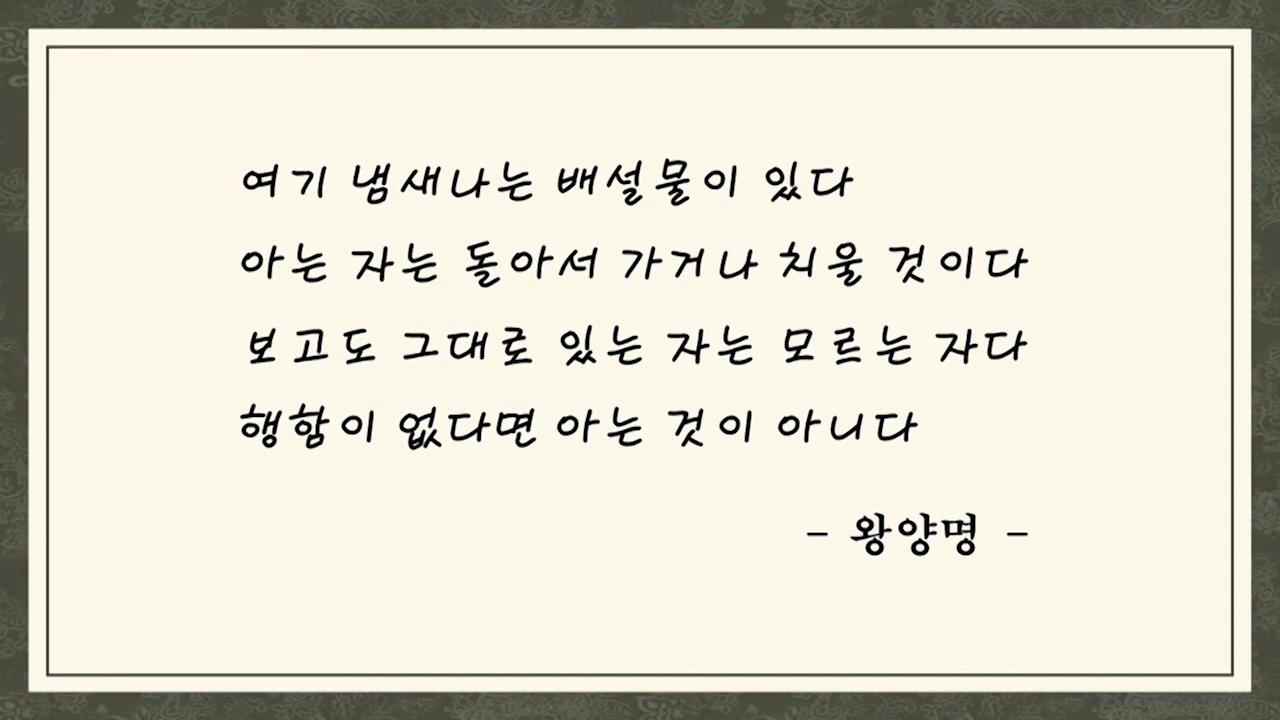 여기 냄새나는 배설물이 있다
아는 자는 돌아서 가거나 치울 것이다
보고도 그대로 있는 자는 모르는 자다
행함이 없다면 아는 것이 아니다
- 왕양명 -